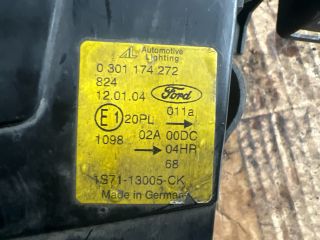 AL Automotive Lighting
0 301 174 272
824
12.01.04 Ford
E1 20PL 011a
02A 00DC
1098 04HR
68
1S71-13005-CK
Made in Germany